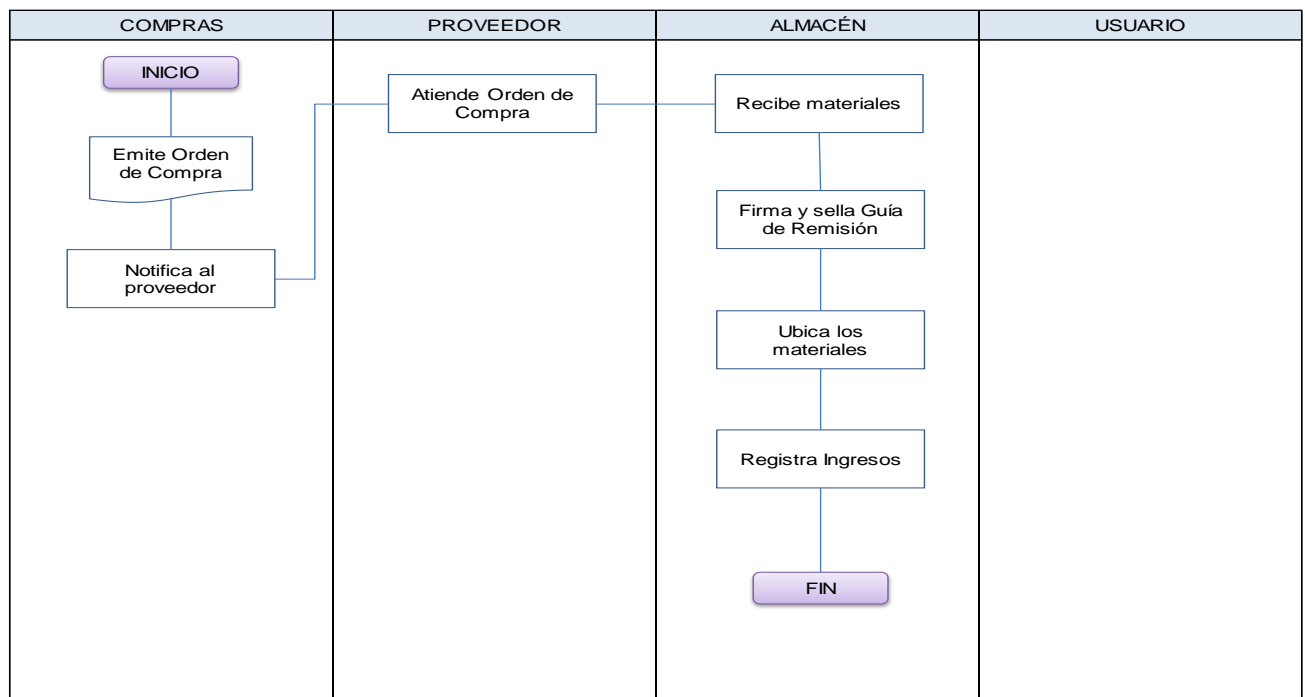 COMPRAS
PROVEEDOR
ALMACÉN
USUARIO
INICIO
Emite Orden
de Compra
Notifica al
proveedor
Atiende Orden de
Compra
Recibe materiales
Firma y sella Guía
de Remisión
Ubica los
materiales
Registra Ingresos
FIN